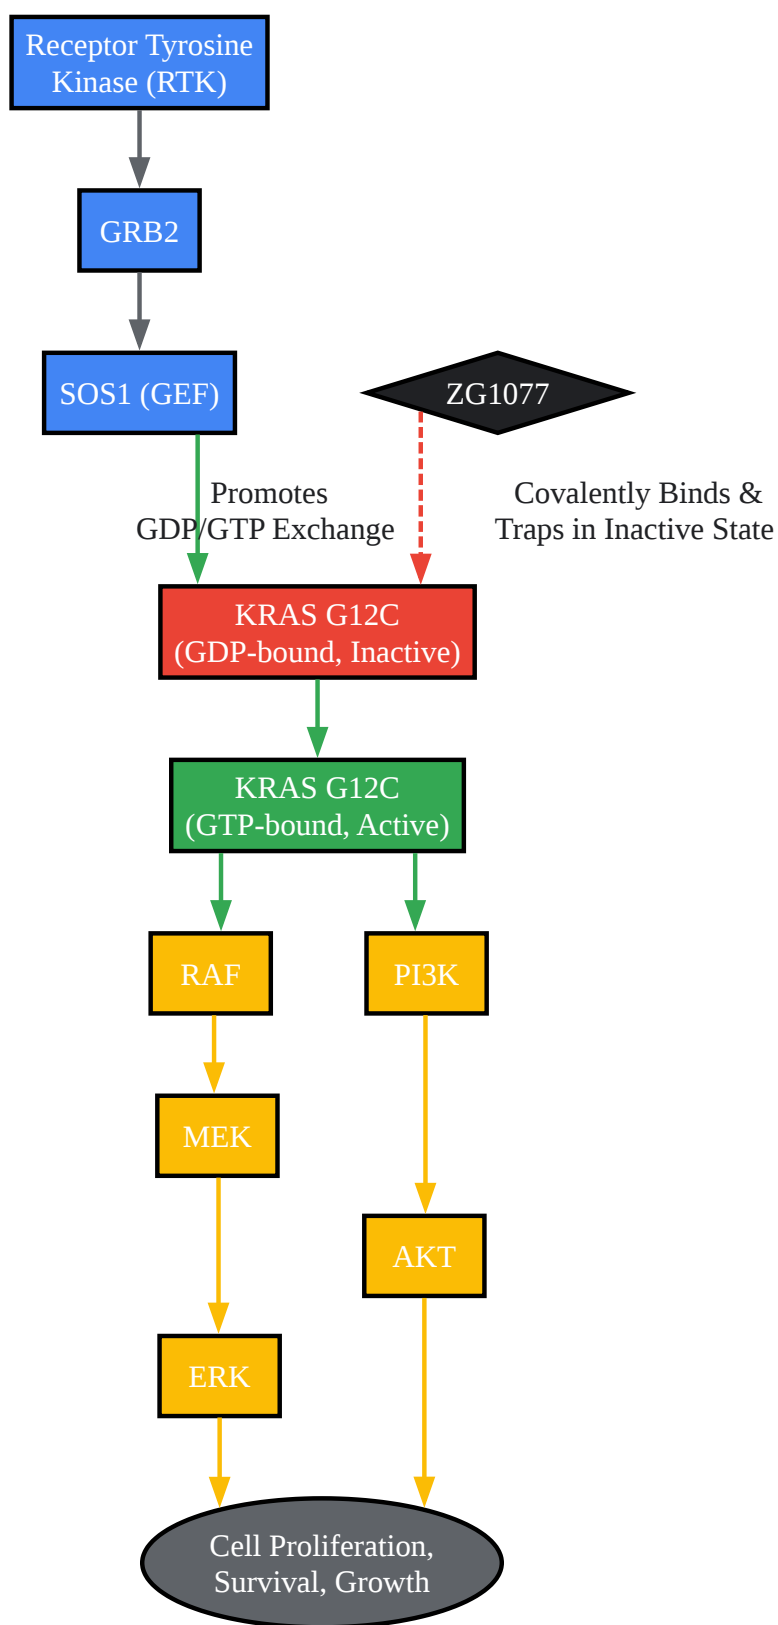 Receptor Tyrosine
Kinase (RTK)
GRB2
SOS1 (GEF)
ZG1077
Promotes
GDP/GTP Exchange
Covalently Binds &
Traps in Inactive State
KRAS G12C
(GDP-bound, Inactive)
KRAS G12C
(GTP-bound, Active)
RAF
PI3K
MEK
AKT
ERK
Cell Proliferation,
Survival, Growth